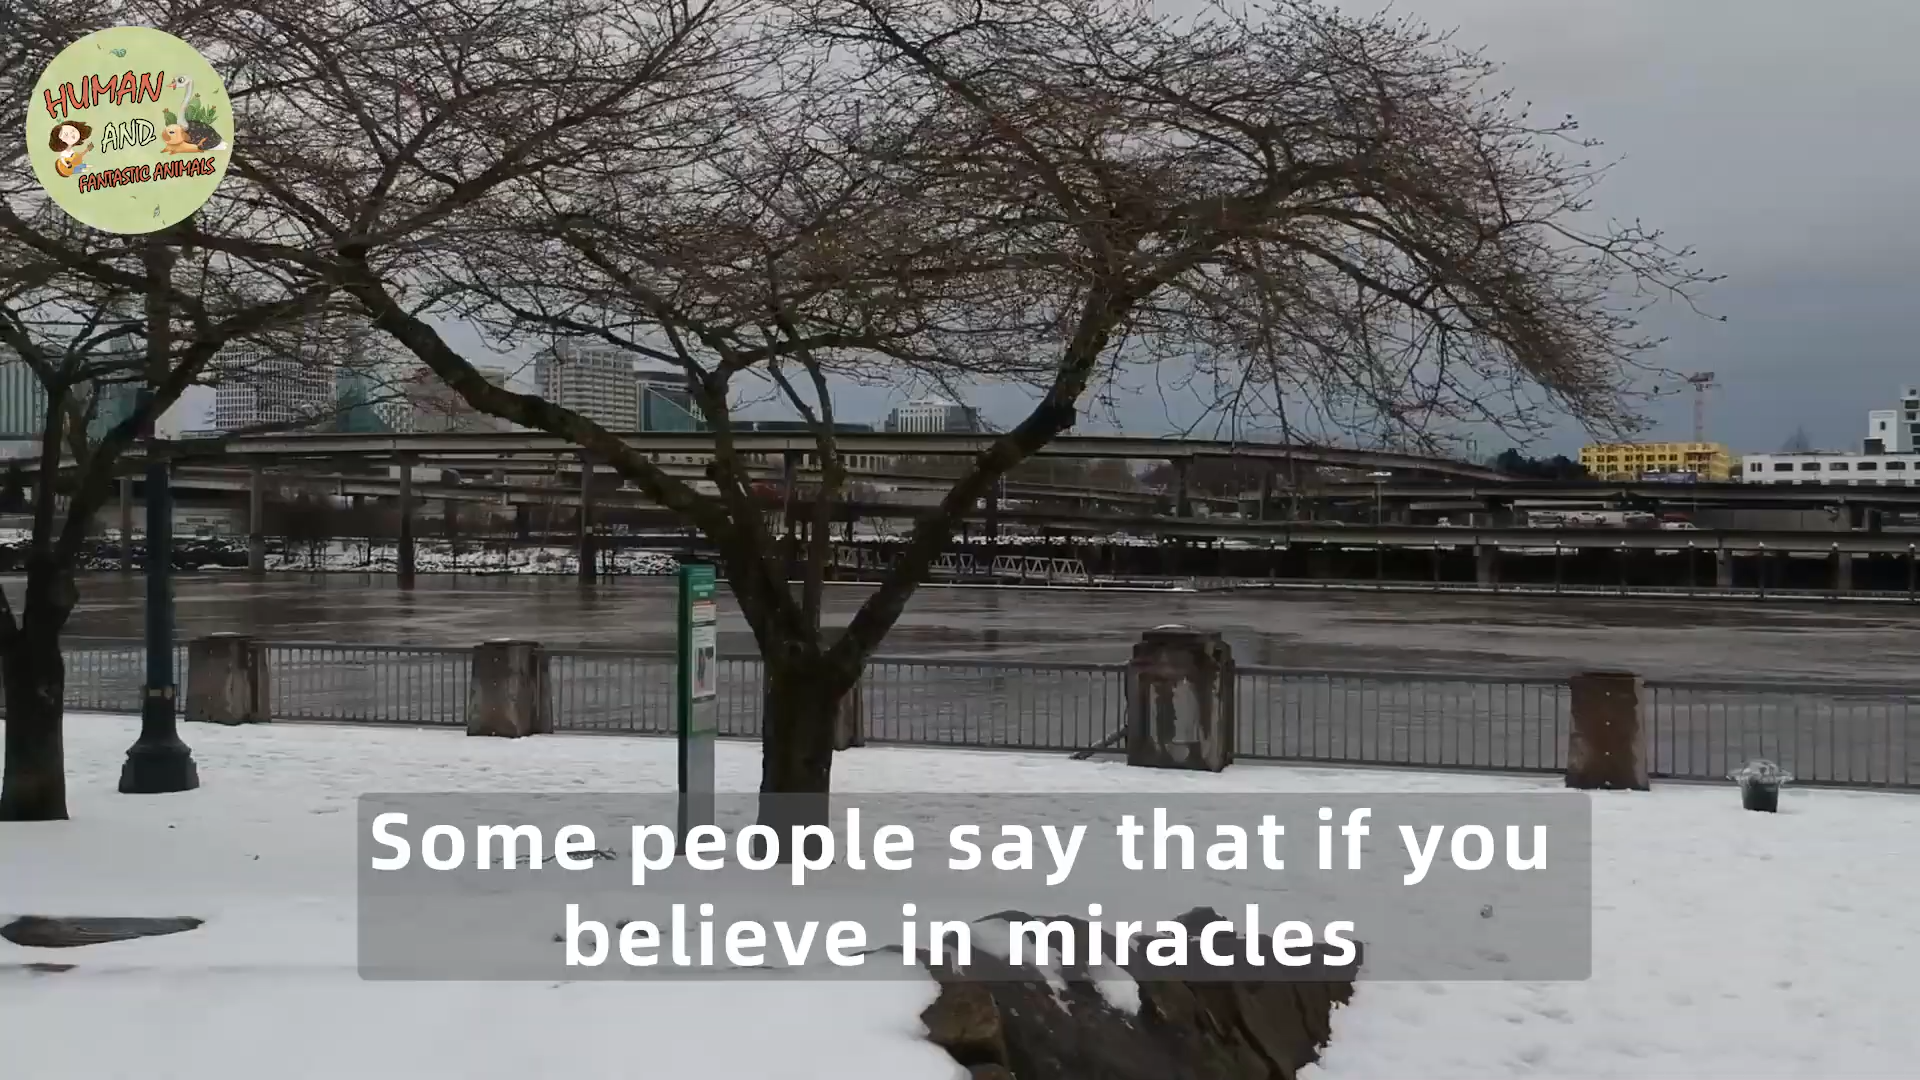 HUMAN
AND
FANTASTIC ANIMALS
Some people say that if you
believe in miracles